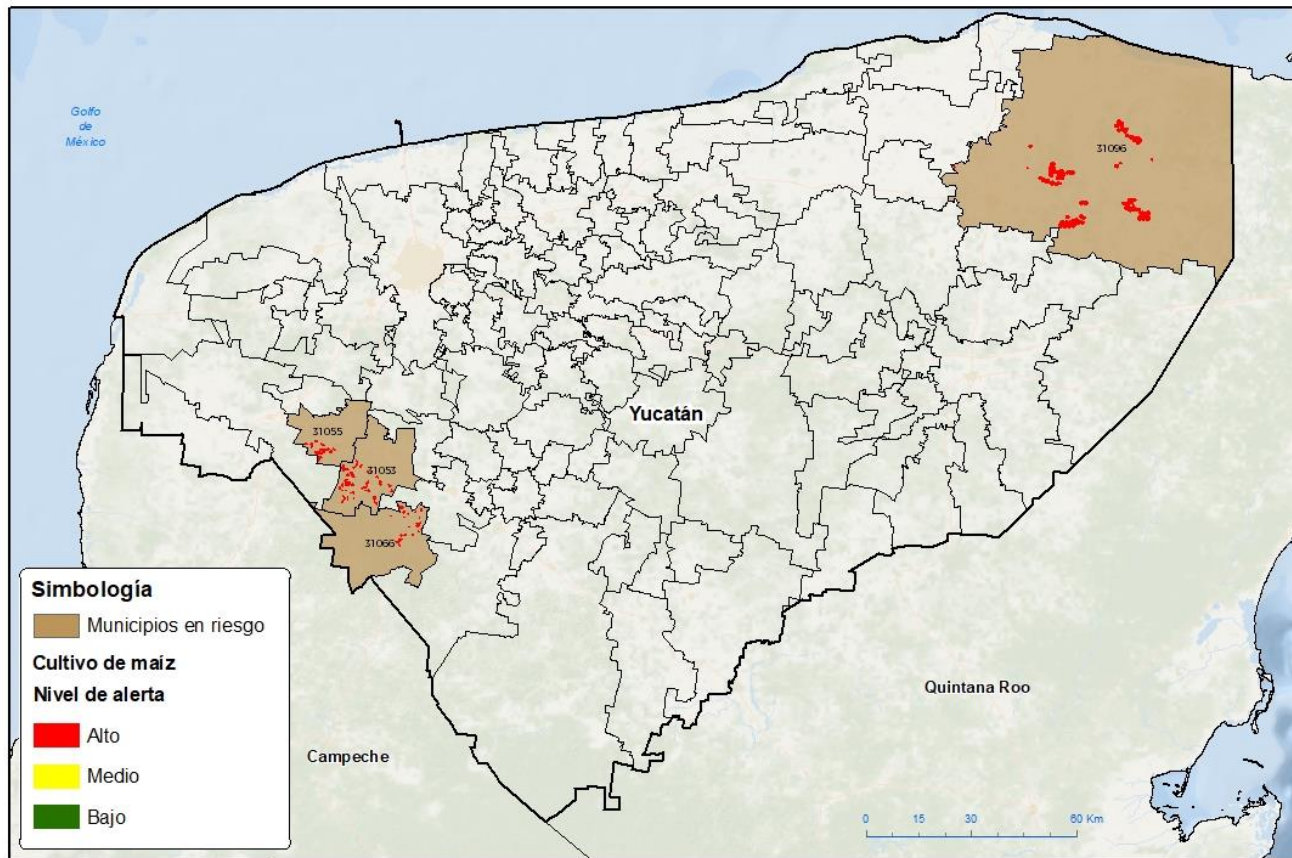 Golfo
de
México
31096
Yucatán
31055
31053
31066
Simbología
Municipios en riesgo
Cultivo de maíz
Nivel de alerta
Alto
Medio
Bajo
Campeche
Quintana Roo
0 15 30 60 Km